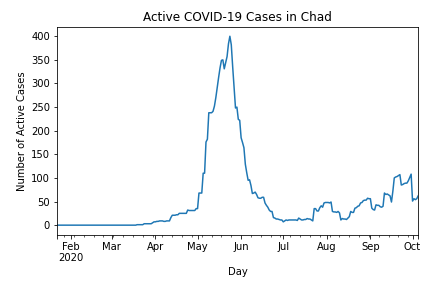 Active COVID-19 Cases in Chad
400
350
300
250
200
150
100
50
0
Number of Active Cases
Feb Mar Apr May Jun Jul Aug Sep Oct
2020
Day